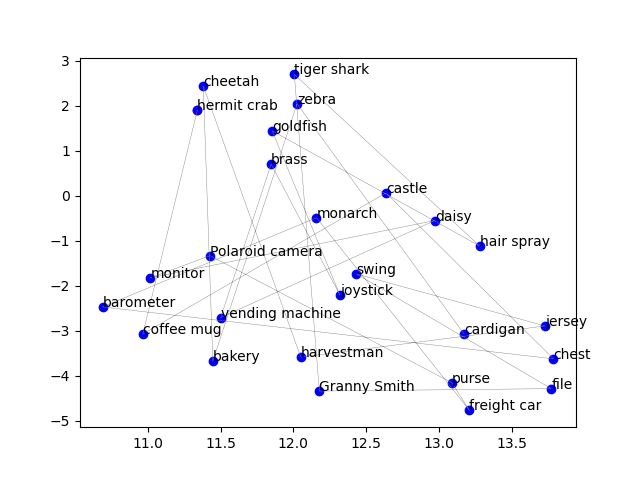 3
tiger shark
cheetah
2
zebra
hermit crab
goldfish
1
brass
castle
0
monarch
daisy
−1
hair spray
Polaroid camera
swing
monitor
−2
joystick
barometer
vending machine
jersey
−3
coffee mug
cardigan
bakery
harvestman
chest
−4
purse
Granny Smith
file
freight car
−5
11.0 11.5 12.0 12.5 13.0 13.5